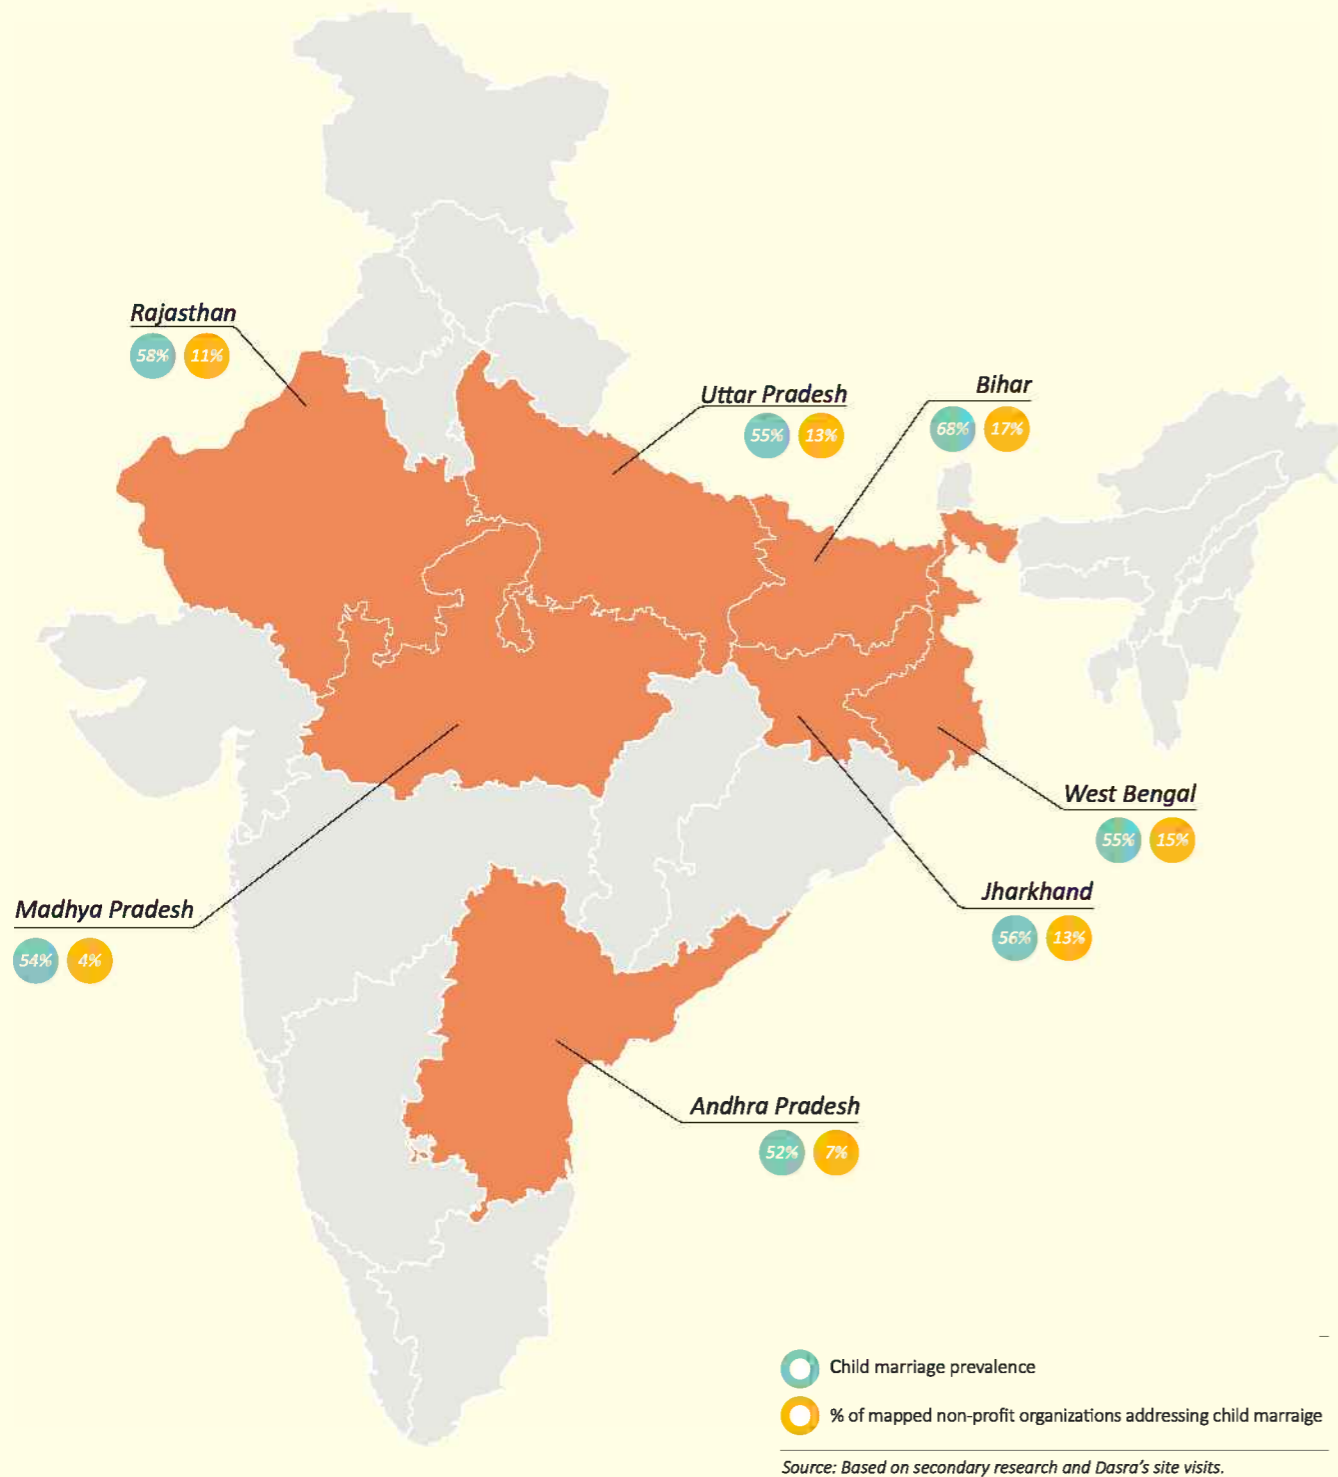 Rajasthan
58% 11%
Uttar Pradesh
55% 13%
Bihar
68% 17%
West Bengal
55% 15%
Jharkhand
56% 13%
Madhya Pradesh
54% 4%
Andhra Pradesh
52% 7%
Child marriage prevalence
% of mapped non-profit organizations addressing child marraige
Source: Based on secondary research and Dasra's site visits.